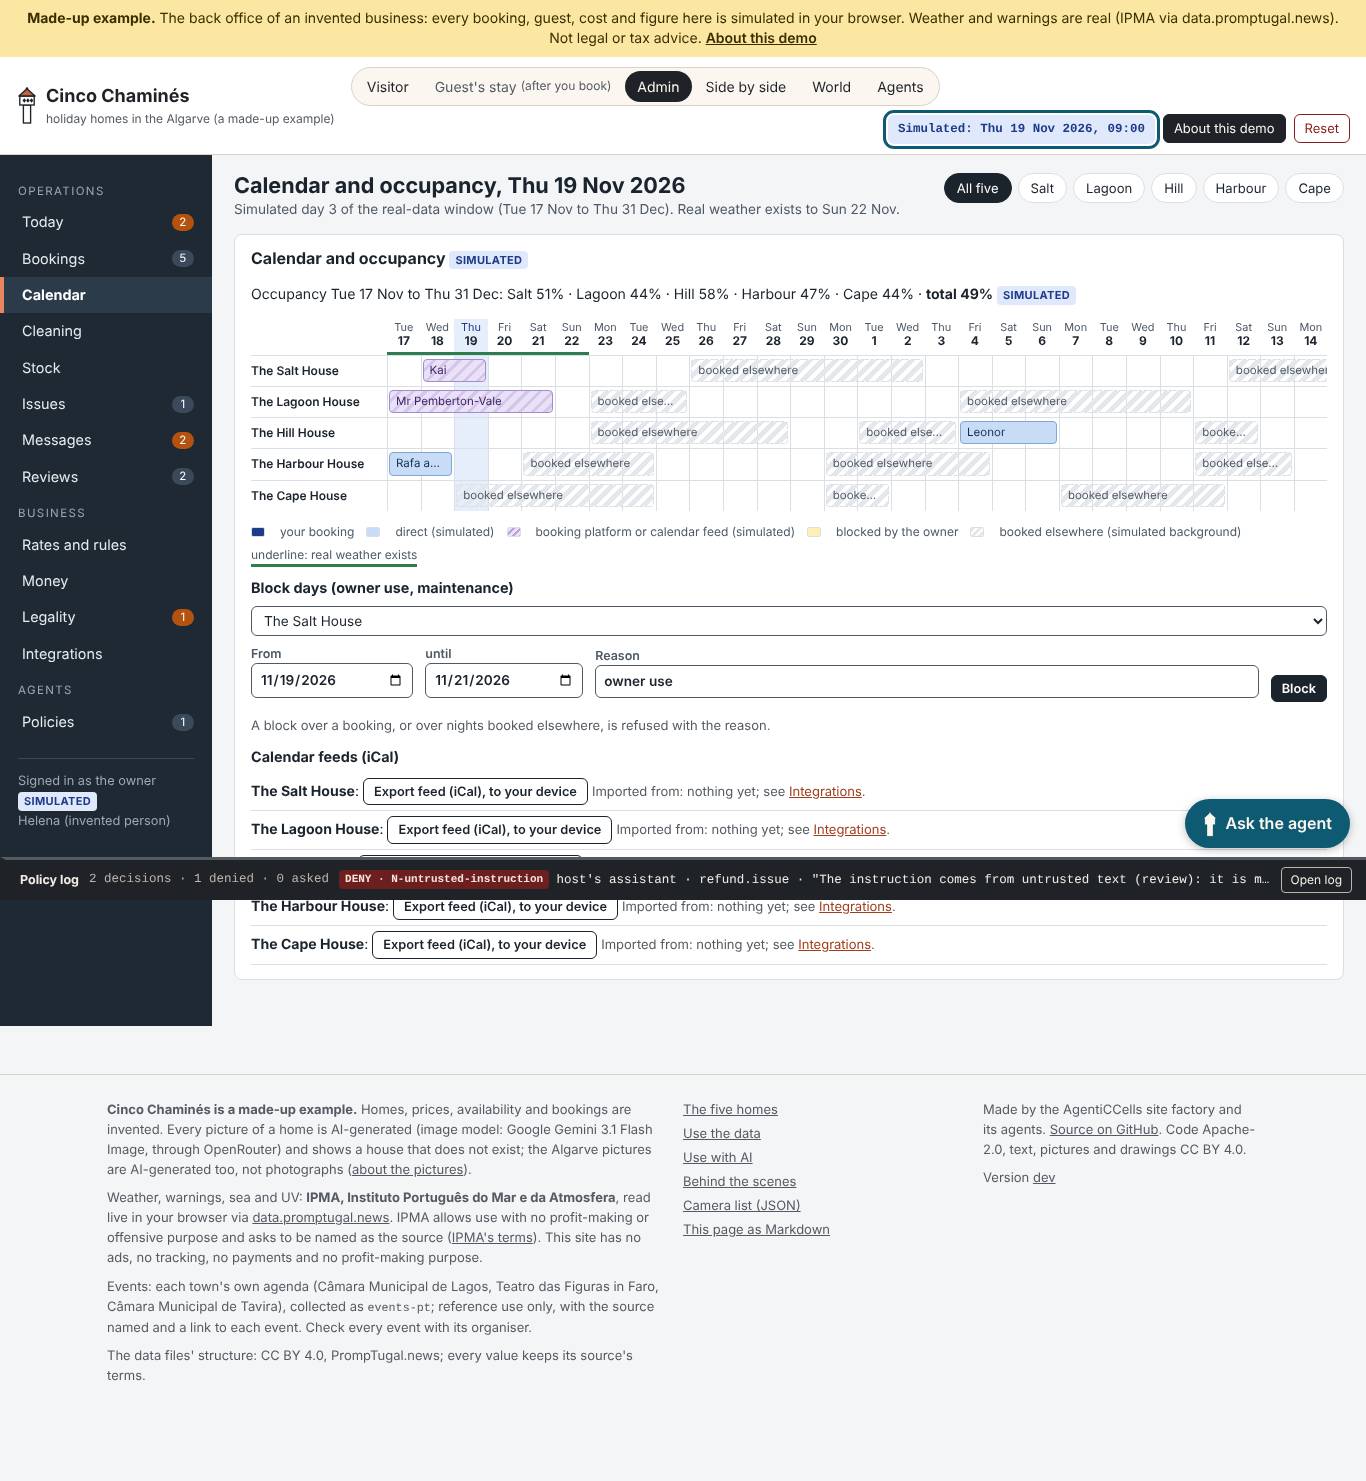 Made-up example. The back office of an invented business: every booking, guest, cost and figure here is simulated in your browser. Weather and warnings are real (IPMA via data.promptugal.news).
Not legal or tax advice. About this demo
Cinco Chaminés
holiday homes in the Algarve (a made-up example)
Visitor
Guest's stay (after you book)
Admin
Side by side
World
Agents
Simulated: Thu 19 Nov 2026, 09:00
About this demo
Reset
OPERATIONS
Today 2
Bookings 5
Calendar
Cleaning
Stock
Issues 1
Messages 2
Reviews 2
BUSINESS
Rates and rules
Money
Legality 1
Integrations
AGENTS
Policies 1
Signed in as the owner
SIMULATED
Helena (invented person)
Calendar and occupancy, Thu 19 Nov 2026
Simulated day 3 of the real-data window (Tue 17 Nov to Thu 31 Dec). Real weather exists to Sun 22 Nov.
All five
Salt
Lagoon
Hill
Harbour
Cape
Calendar and occupancy SIMULATED
Occupancy Tue 17 Nov to Thu 31 Dec: Salt 51% · Lagoon 44% · Hill 58% · Harbour 47% · Cape 44% · total 49% SIMULATED
Tue Wed Thu Fri Sat Sun Mon Tue Wed Thu Fri Sat Sun Mon Tue Wed Thu Fri Sat Sun Mon Tue Wed Thu Fri Sat Sun Mon
17 18 19 20 21 22 23 24 25 26 27 28 29 30 1 2 3 4 5 6 7 8 9 10 11 12 13 14
The Salt House Kai booked elsewhere booked elsewher
The Lagoon House Mr Pemberton-Vale booked else... booked elsewhere
The Hill House booked elsewhere booked else... Leonor booke...
The Harbour House Rafa a... booked elsewhere booked elsewhere booked else...
The Cape House booked elsewhere booke... booked elsewhere
your booking direct (simulated) booking platform or calendar feed (simulated) blocked by the owner booked elsewhere (simulated background)
underline: real weather exists
Block days (owner use, maintenance)
The Salt House
From until Reason
11/19/2026 11/21/2026 owner use Block
A block over a booking, or over nights booked elsewhere, is refused with the reason.
Calendar feeds (iCal)
The Salt House: Export feed (iCal), to your device Imported from: nothing yet; see Integrations.
The Lagoon House: Export feed (iCal), to your device Imported from: nothing yet; see Integrations.
Ask the agent
Policy log 2 decisions · 1 denied · 0 asked DENY · N-untrusted-instruction host's assistant · refund.issue · "The instruction comes from untrusted text (review): it is m… Open log
The Harbour House: Export feed (iCal), to your device Imported from: nothing yet; see Integrations.
The Cape House: Export feed (iCal), to your device Imported from: nothing yet; see Integrations.
Cinco Chaminés is a made-up example. Homes, prices, availability and bookings are
invented. Every picture of a home is AI-generated (image model: Google Gemini 3.1 Flash
Image, through OpenRouter) and shows a house that does not exist; the Algarve pictures
are AI-generated too, not photographs (about the pictures).
Weather, warnings, sea and UV: IPMA, Instituto Português do Mar e da Atmosfera, read
live in your browser via data.promptugal.news. IPMA allows use with no profit-making or
offensive purpose and asks to be named as the source (IPMA's terms). This site has no
ads, no tracking, no payments and no profit-making purpose.
Events: each town's own agenda (Câmara Municipal de Lagos, Teatro das Figuras in Faro,
Câmara Municipal de Tavira), collected as events-pt; reference use only, with the source
named and a link to each event. Check every event with its organiser.
The data files' structure: CC BY 4.0, PrompTugal.news; every value keeps its source's
terms.
The five homes
Use the data
Use with AI
Behind the scenes
Camera list (JSON)
This page as Markdown
Made by the AgentiCCells site factory and
its agents. Source on GitHub. Code Apache-
2.0, text, pictures and drawings CC BY 4.0.
Version dev